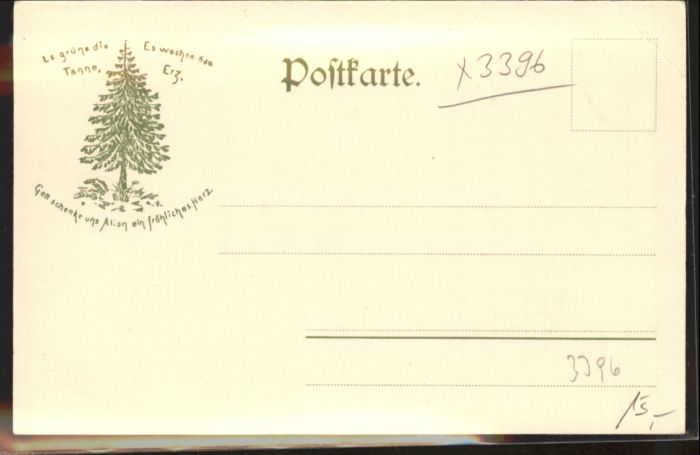 Es grüne die Tanne,
Es wachse das Erz,
Gott schenke uns Allen ein fröhliches Herz
Postkarte.
x3396
3396
15,-